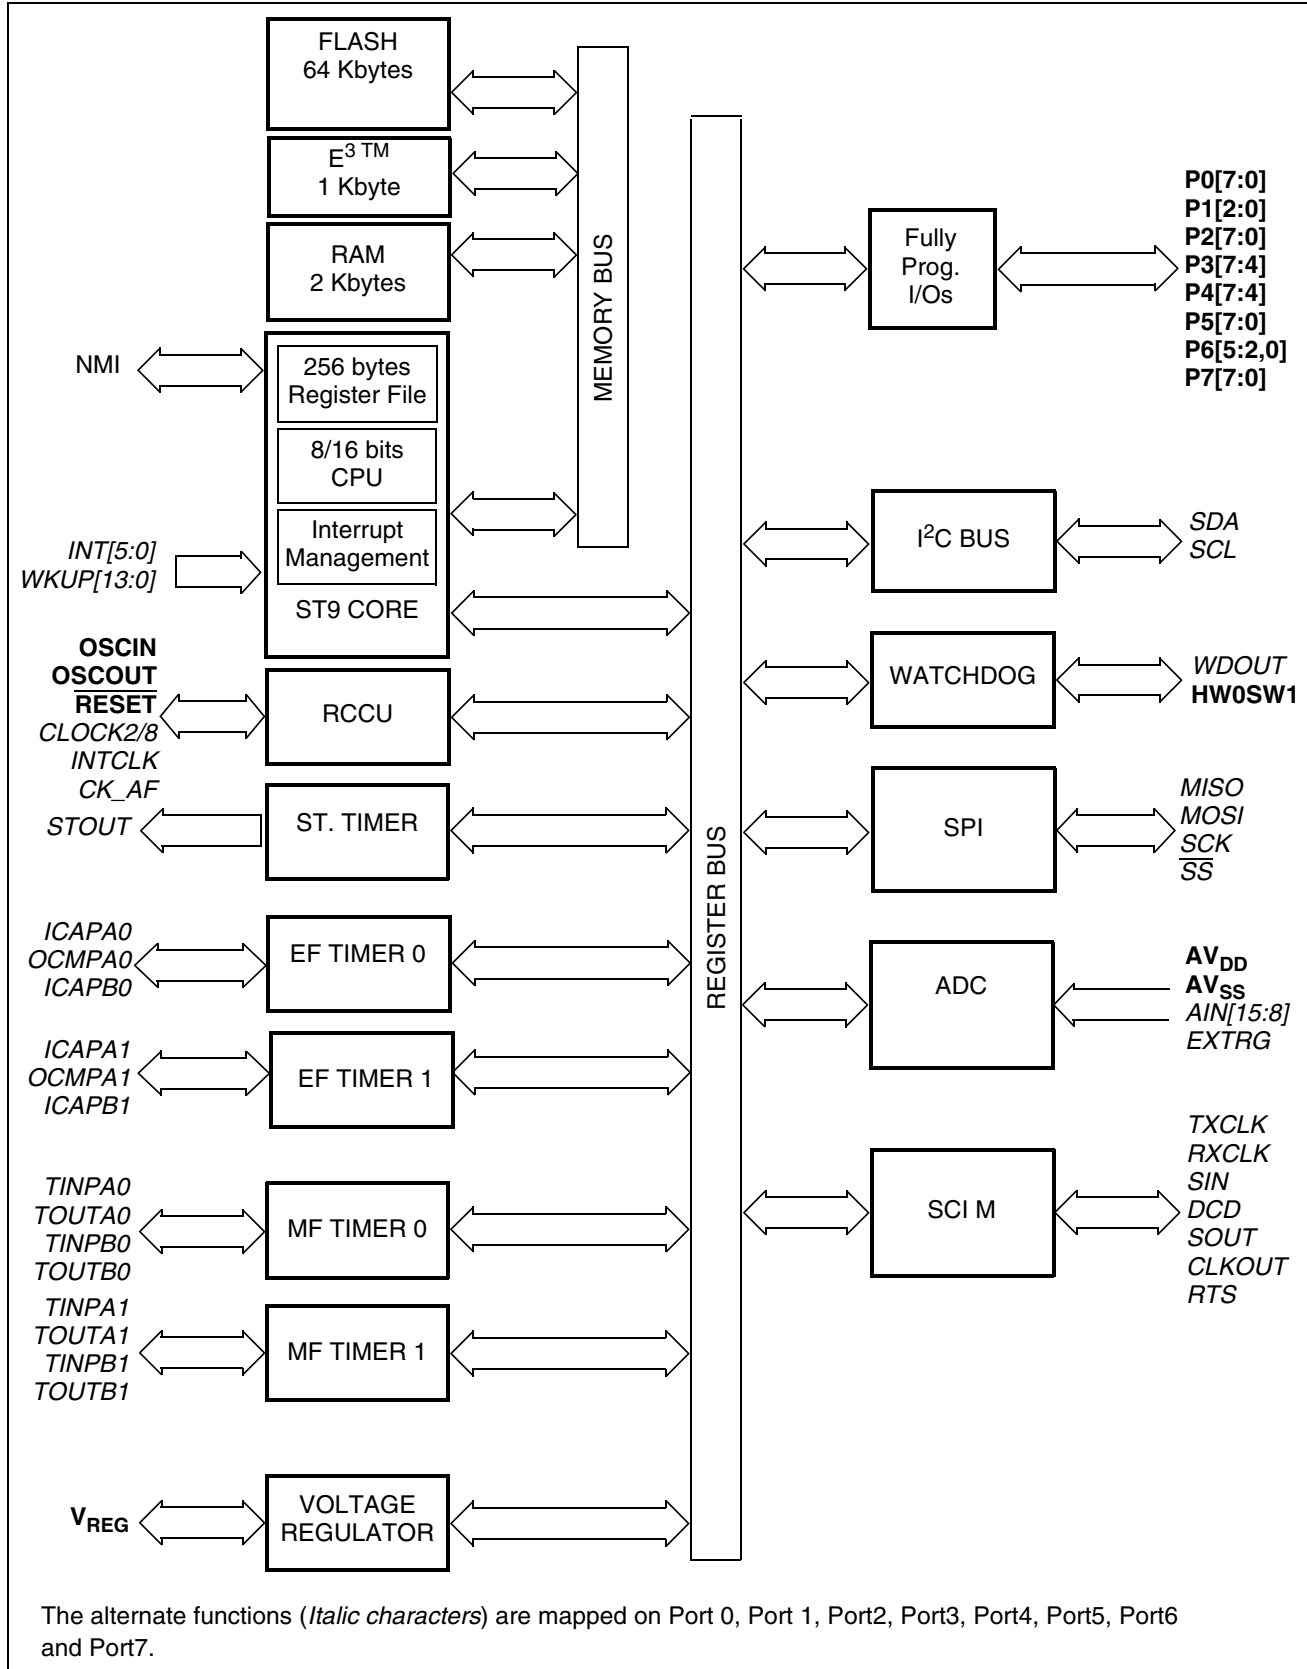 FLASH
64 Kbytes
E3 TM
1 Kbyte
RAM
2 Kbytes
NMI
256 bytes
Register File
8/16 bits
CPU
Interrupt
Management
ST9 CORE
INT[5:0]
WKUP[13:0]
MEMORY BUS
OSCIN
OSCOUT
RESET
CLOCK2/8
INTCLK
CK_AF
RCCU
STOUT
ST. TIMER
ICAPA0
OCMPA0
ICAPB0
EF TIMER 0
ICAPA1
OCMPA1
ICAPB1
EF TIMER 1
TINPA0
TOUTA0
TINPB0
TOUTB0
MF TIMER 0
TINPA1
TOUTA1
TINPB1
TOUTB1
MF TIMER 1
VREG
VOLTAGE
REGULATOR
REGISTER BUS
Fully
Prog.
I/Os
P0[7:0]
P1[2:0]
P2[7:0]
P3[7:4]
P4[7:4]
P5[7:0]
P6[5:2,0]
P7[7:0]
I2C BUS
SDA
SCL
WATCHDOG
WDOUT
HW0SW1
SPI
MISO
MOSI
SCK
SS
ADC
AVDD
AVSS
AIN[15:8]
EXTRG
SCI M
TXCLK
RXCLK
SIN
DCD
SOUT
CLKOUT
RTS
The alternate functions (Italic characters) are mapped on Port 0, Port 1, Port2, Port3, Port4, Port5, Port6
and Port7.